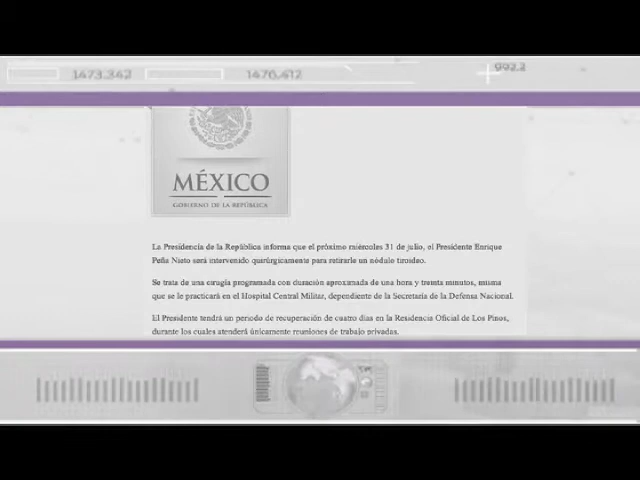 1473.342
1476.412
992.2
MÉXICO
GOBIERNO DE LA REPÚBLICA
La Presidencia de la República informa que el próximo miércoles 31 de julio, el Presidente Enrique
Peña Nieto será intervenido quirúrgicamente para retirarle un nódulo tiroideo.
Se trata de una cirugía programada con duración aproximada de una hora y treinta minutos, misma
que se le practicará en el Hospital Central Militar, dependiente de la Secretaría de la Defensa Nacional.
El Presidente tendrá un periodo de recuperación de cuatro días en la Residencia Oficial de Los Pinos,
durante los cuales atenderá únicamente reuniones de trabajo privadas.